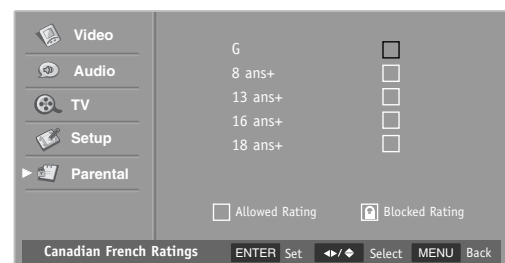 Video
Audio
TV
Setup
Parental
G
8 ans+
13 ans+
16 ans+
18 ans+
Allowed Rating Blocked Rating
Canadian French Ratings ENTER Set Select MENU Back